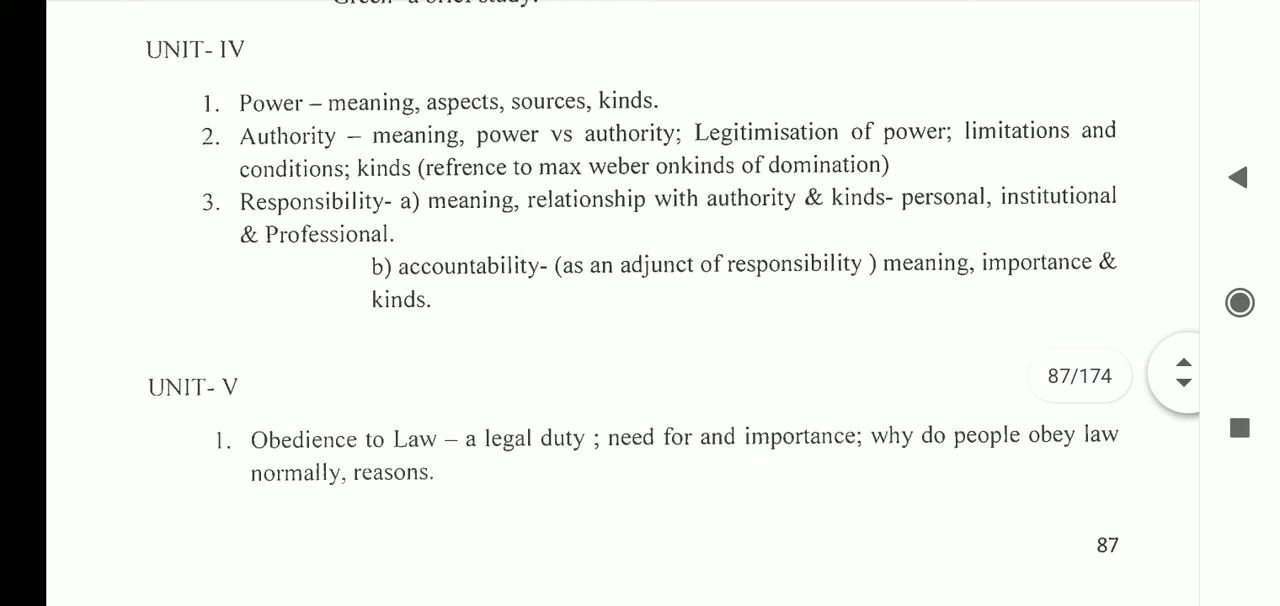 Green- a brief study.
UNIT- IV
1. Power – meaning, aspects, sources, kinds.
2. Authority – meaning, power vs authority; Legitimisation of power; limitations and
conditions; kinds (refrence to max weber onkinds of domination)
3. Responsibility- a) meaning, relationship with authority & kinds- personal, institutional
& Professional.
b) accountability- (as an adjunct of responsibility ) meaning, importance &
kinds.
87/174
UNIT- V
1. Obedience to Law – a legal duty ; need for and importance; why do people obey law
normally, reasons.
87